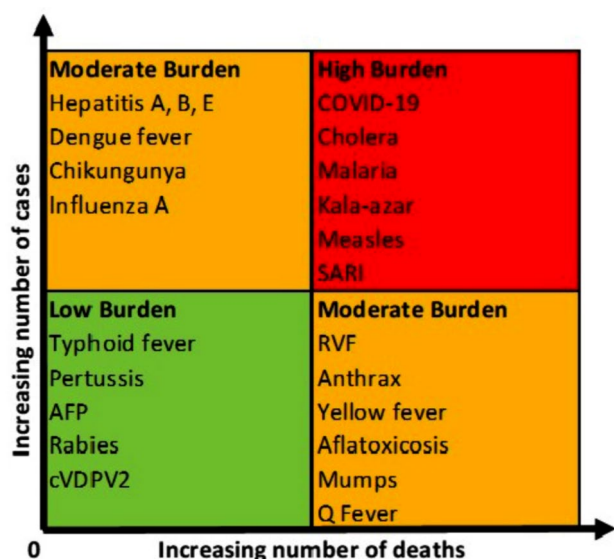 Increasing number of cases
Moderate Burden
Hepatitis A, B, E
Dengue fever
Chikungunya
Influenza A
High Burden
COVID-19
Cholera
Malaria
Kala-azar
Measles
SARI
Low Burden
Typhoid fever
Pertussis
AFP
Rabies
cVDPV2
Moderate Burden
RVF
Anthrax
Yellow fever
Aflatoxicosis
Mumps
Q Fever
0
Increasing number of deaths